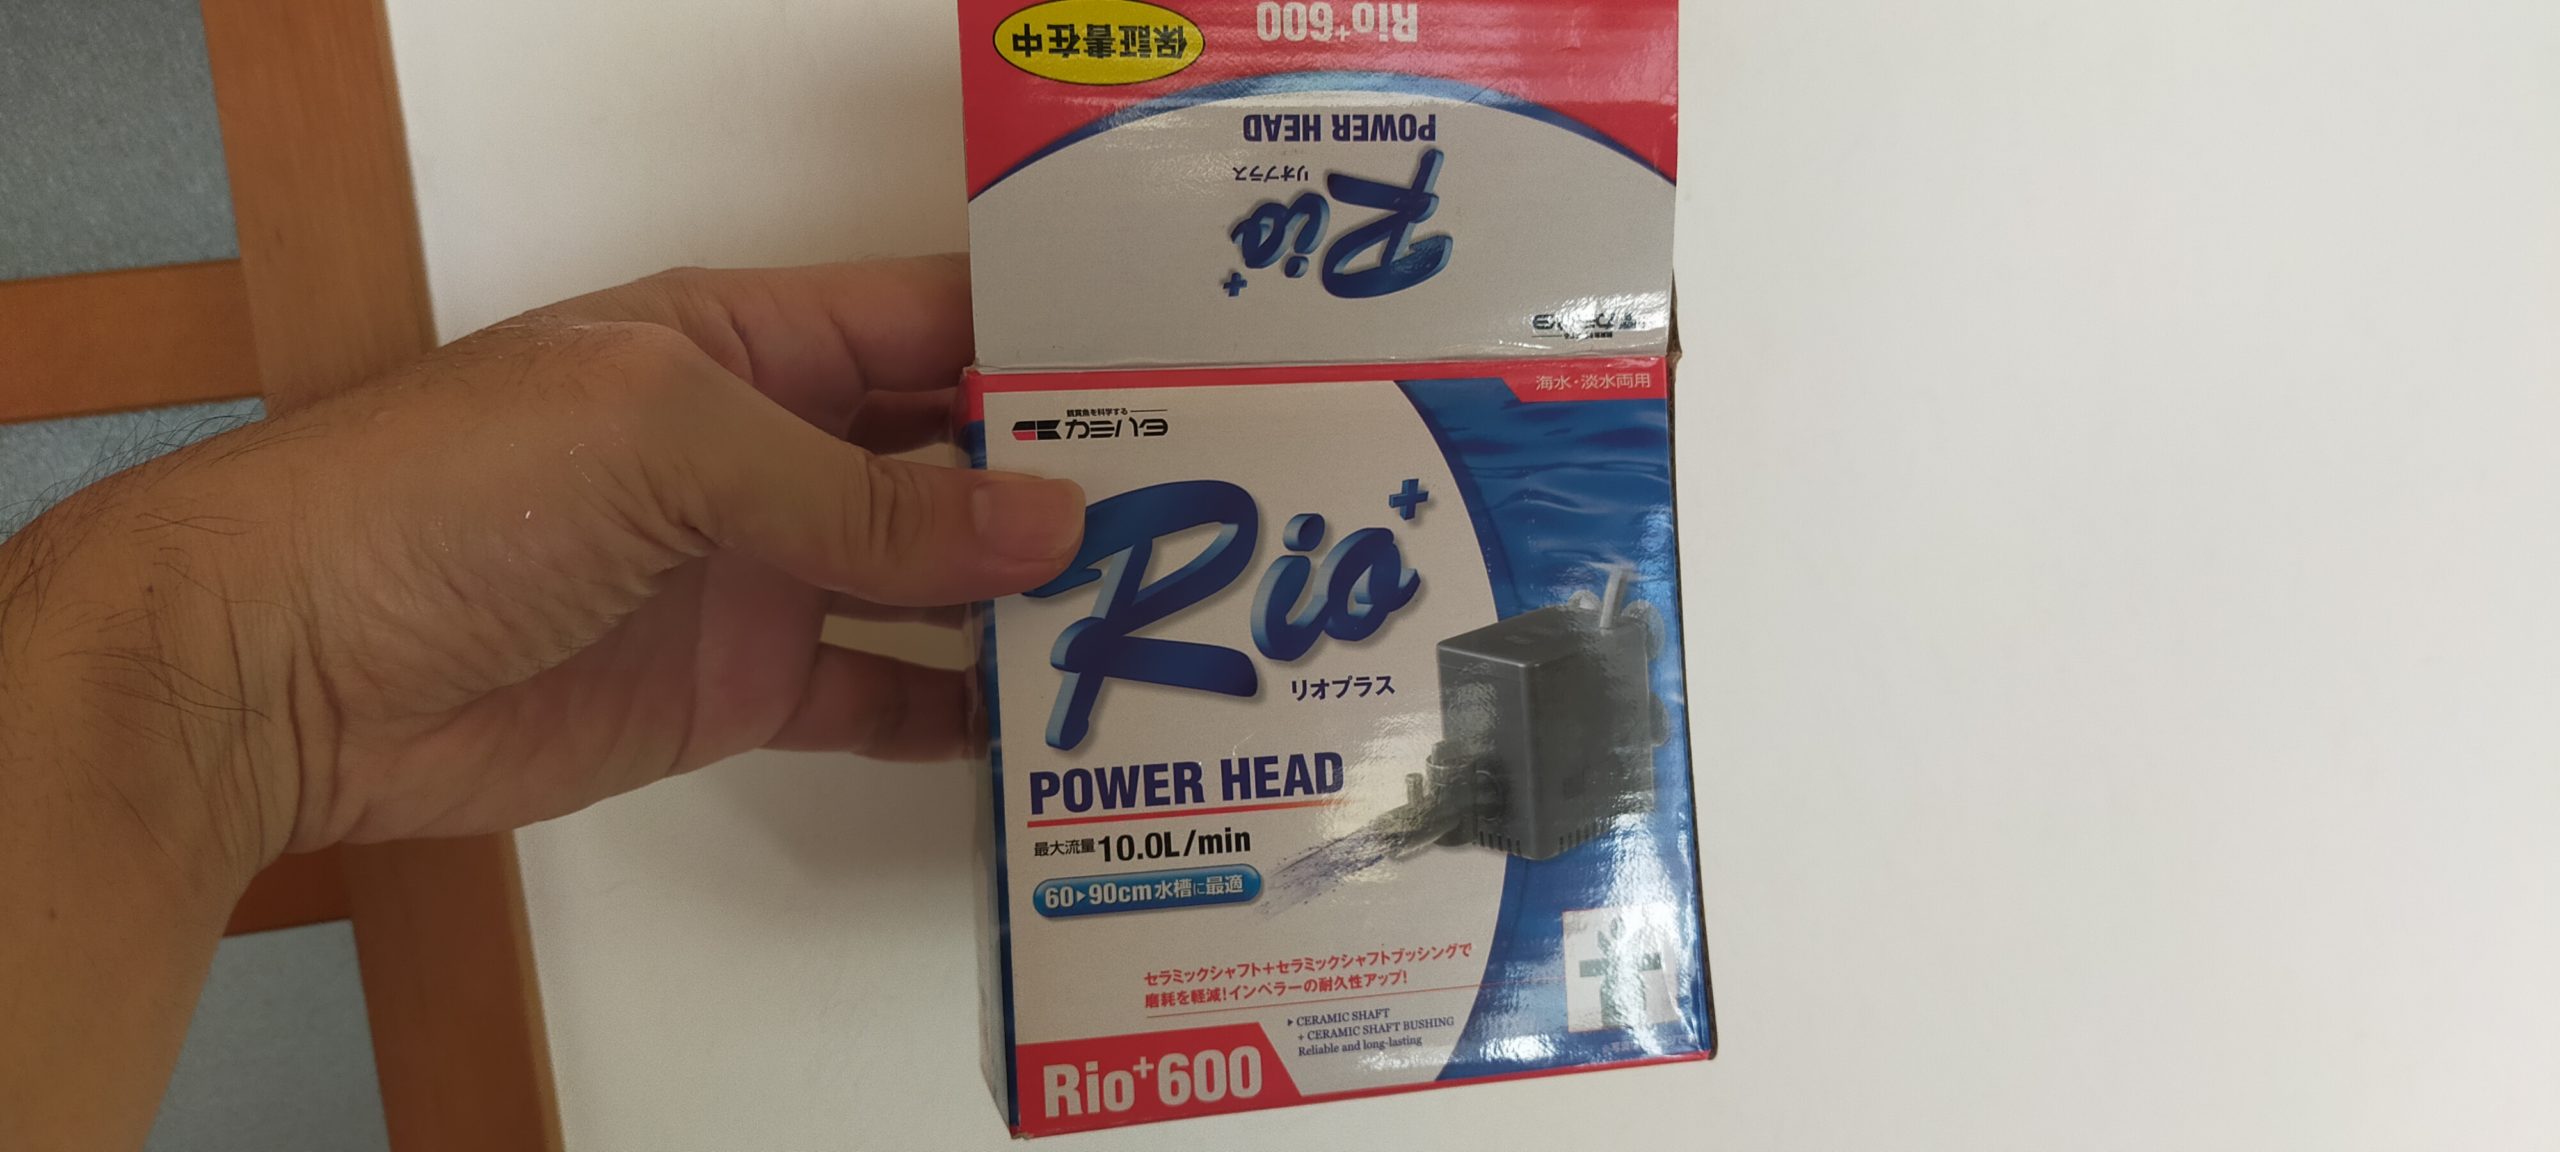 保証書在中
Rio+600
POWER HEAD
リオプラス
Rio+
カミハタ
海水・淡水両用
観賞魚を科学する
カミハタ
Rio+
リオプラス
POWER HEAD
最大流量10.0L/min
60▶90cm水槽に最適
セラミックシャフト+セラミックシャフトブッシングで
磨耗を軽減!インペラーの耐久性アップ!
▶ CERAMIC SHAFT
+ CERAMIC SHAFT BUSHING
Reliable and long-lasting
Rio+600